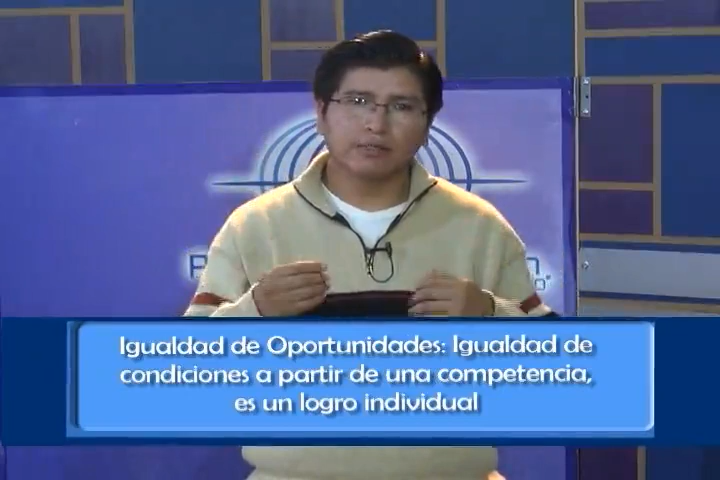 Igualdad de Oportunidades: Igualdad de
condiciones a partir de una competencia,
es un logro individual